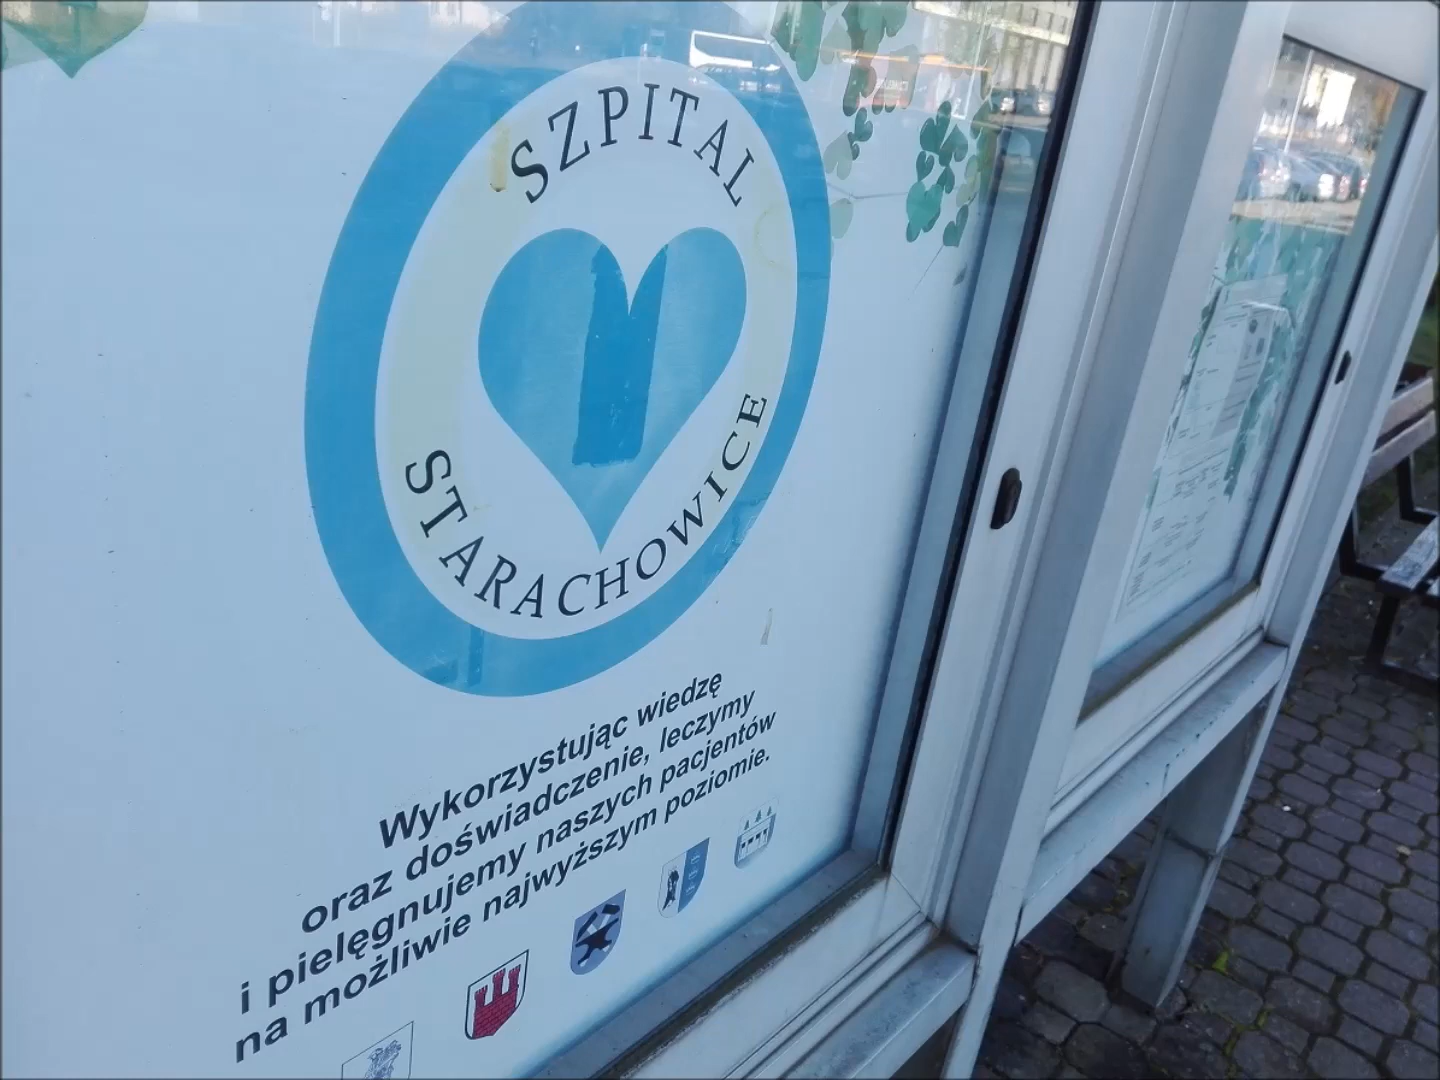 SZPITAL
STARACHOWICE
Wykorzystując wiedzę
oraz doświadczenie, leczymy
i pielęgnujemy naszych pacjentów
na możliwie najwyższym poziomie.